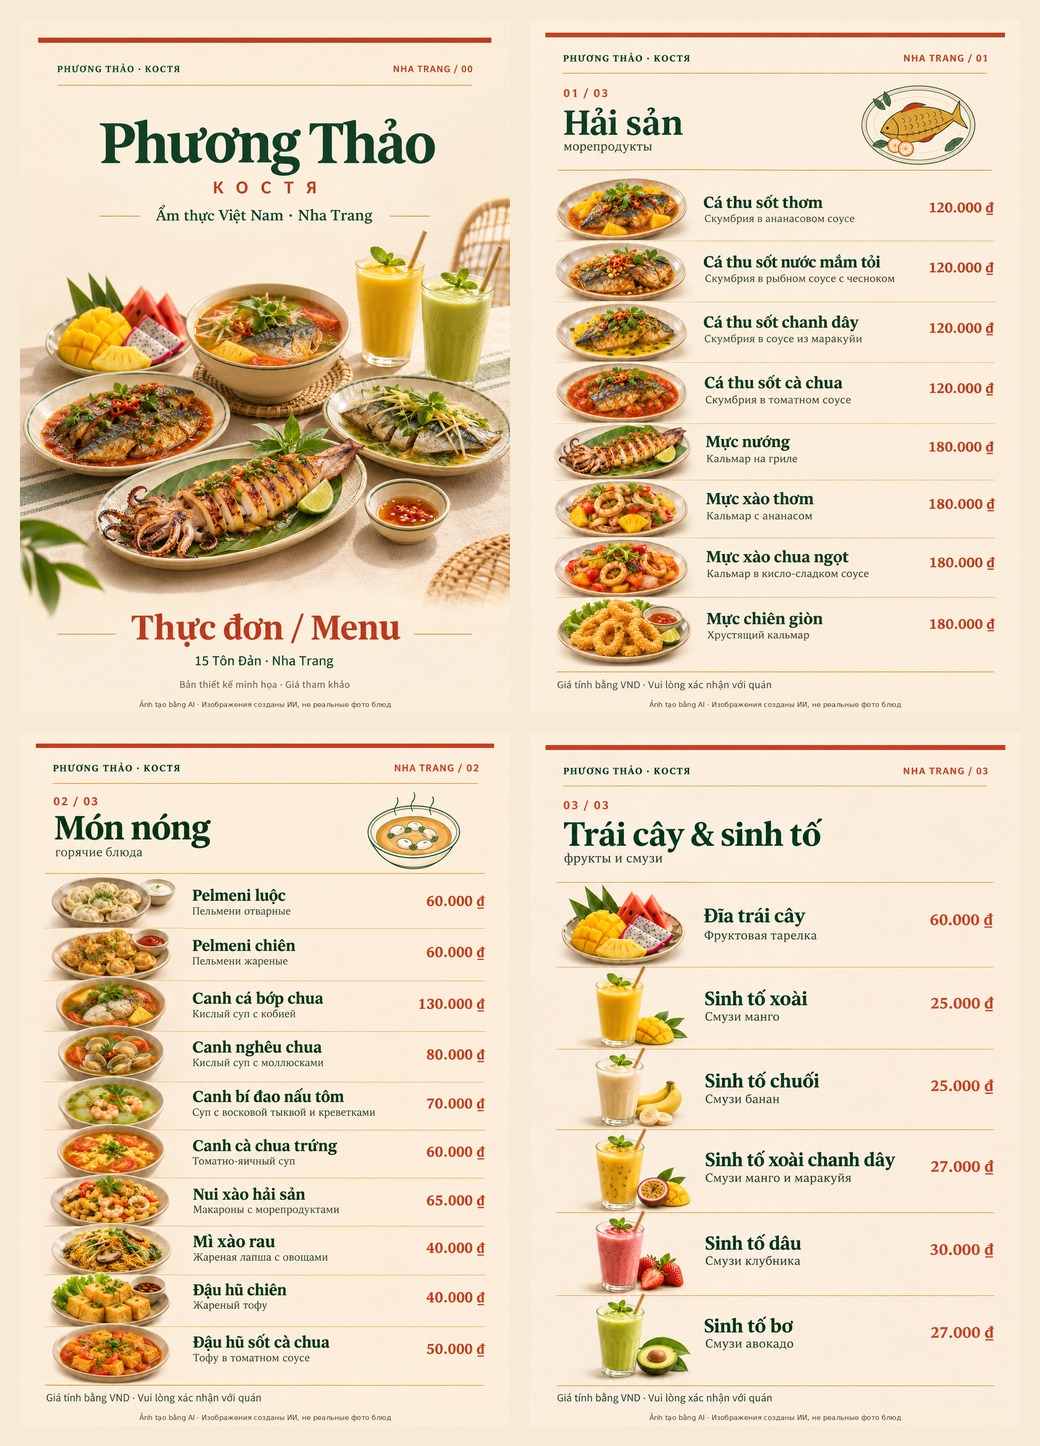 PHƯƠNG THẢO · КОСТЯ
NHA TRANG / 00
Phương Thảo
КОСТЯ
Ẩm thực Việt Nam · Nha Trang
Thực đơn / Menu
15 Tôn Đản · Nha Trang
Bản thiết kế minh họa · Giá tham khảo
Ảnh tạo bằng AI · Изображения созданы ИИ, не реальные фото блюд
PHƯƠNG THẢO · КОСТЯ
NHA TRANG / 01
01 / 03
Hải sản
морепродукты
Cá thu sốt thơm
Скумбрия в ананасовом соусе
120.000 ₫
Cá thu sốt nước mắm tỏi
Скумбрия в рыбном соусе с чесноком
120.000 ₫
Cá thu sốt chanh dây
Скумбрия в соусе из маракуйи
120.000 ₫
Cá thu sốt cà chua
Скумбрия в томатном соусе
120.000 ₫
Mực nướng
Кальмар на гриле
180.000 ₫
Mực xào thơm
Кальмар с ананасом
180.000 ₫
Mực xào chua ngọt
Кальмар в кисло-сладком соусе
180.000 ₫
Mực chiên giòn
Хрустящий кальмар
180.000 ₫
Giá tính bằng VND · Vui lòng xác nhận với quán
Ảnh tạo bằng AI · Изображения созданы ИИ, не реальные фото блюд
PHƯƠNG THẢO · КОСТЯ
NHA TRANG / 02
02 / 03
Món nóng
горячие блюда
Pelmeni luộc
Пельмени отварные
60.000 ₫
Pelmeni chiên
Пельмени жареные
60.000 ₫
Canh cá bớp chua
Кислый суп с кобией
130.000 ₫
Canh nghêu chua
Кислый суп с моллюсками
80.000 ₫
Canh bí đao nấu tôm
Суп с восковой тыквой и креветками
70.000 ₫
Canh cà chua trứng
Томатно-яичный суп
60.000 ₫
Nui xào hải sản
Макароны с морепродуктами
65.000 ₫
Mì xào rau
Жареная лапша с овощами
40.000 ₫
Đậu hũ chiên
Жареный тофу
40.000 ₫
Đậu hũ sốt cà chua
Тофу в томатном соусе
50.000 ₫
Giá tính bằng VND · Vui lòng xác nhận với quán
Ảnh tạo bằng AI · Изображения созданы ИИ, не реальные фото блюд
PHƯƠNG THẢO · КОСТЯ
NHA TRANG / 03
03 / 03
Trái cây & sinh tố
фрукты и смузи
Đĩa trái cây
Фруктовая тарелка
60.000 ₫
Sinh tố xoài
Смузи манго
25.000 ₫
Sinh tố chuối
Смузи банан
25.000 ₫
Sinh tố xoài chanh dây
Смузи манго и маракуйя
27.000 ₫
Sinh tố dâu
Смузи клубника
30.000 ₫
Sinh tố bơ
Смузи авокадо
27.000 ₫
Giá tính bằng VND · Vui lòng xác nhận với quán
Ảnh tạo bằng AI · Изображения созданы ИИ, не реальные фото блюд